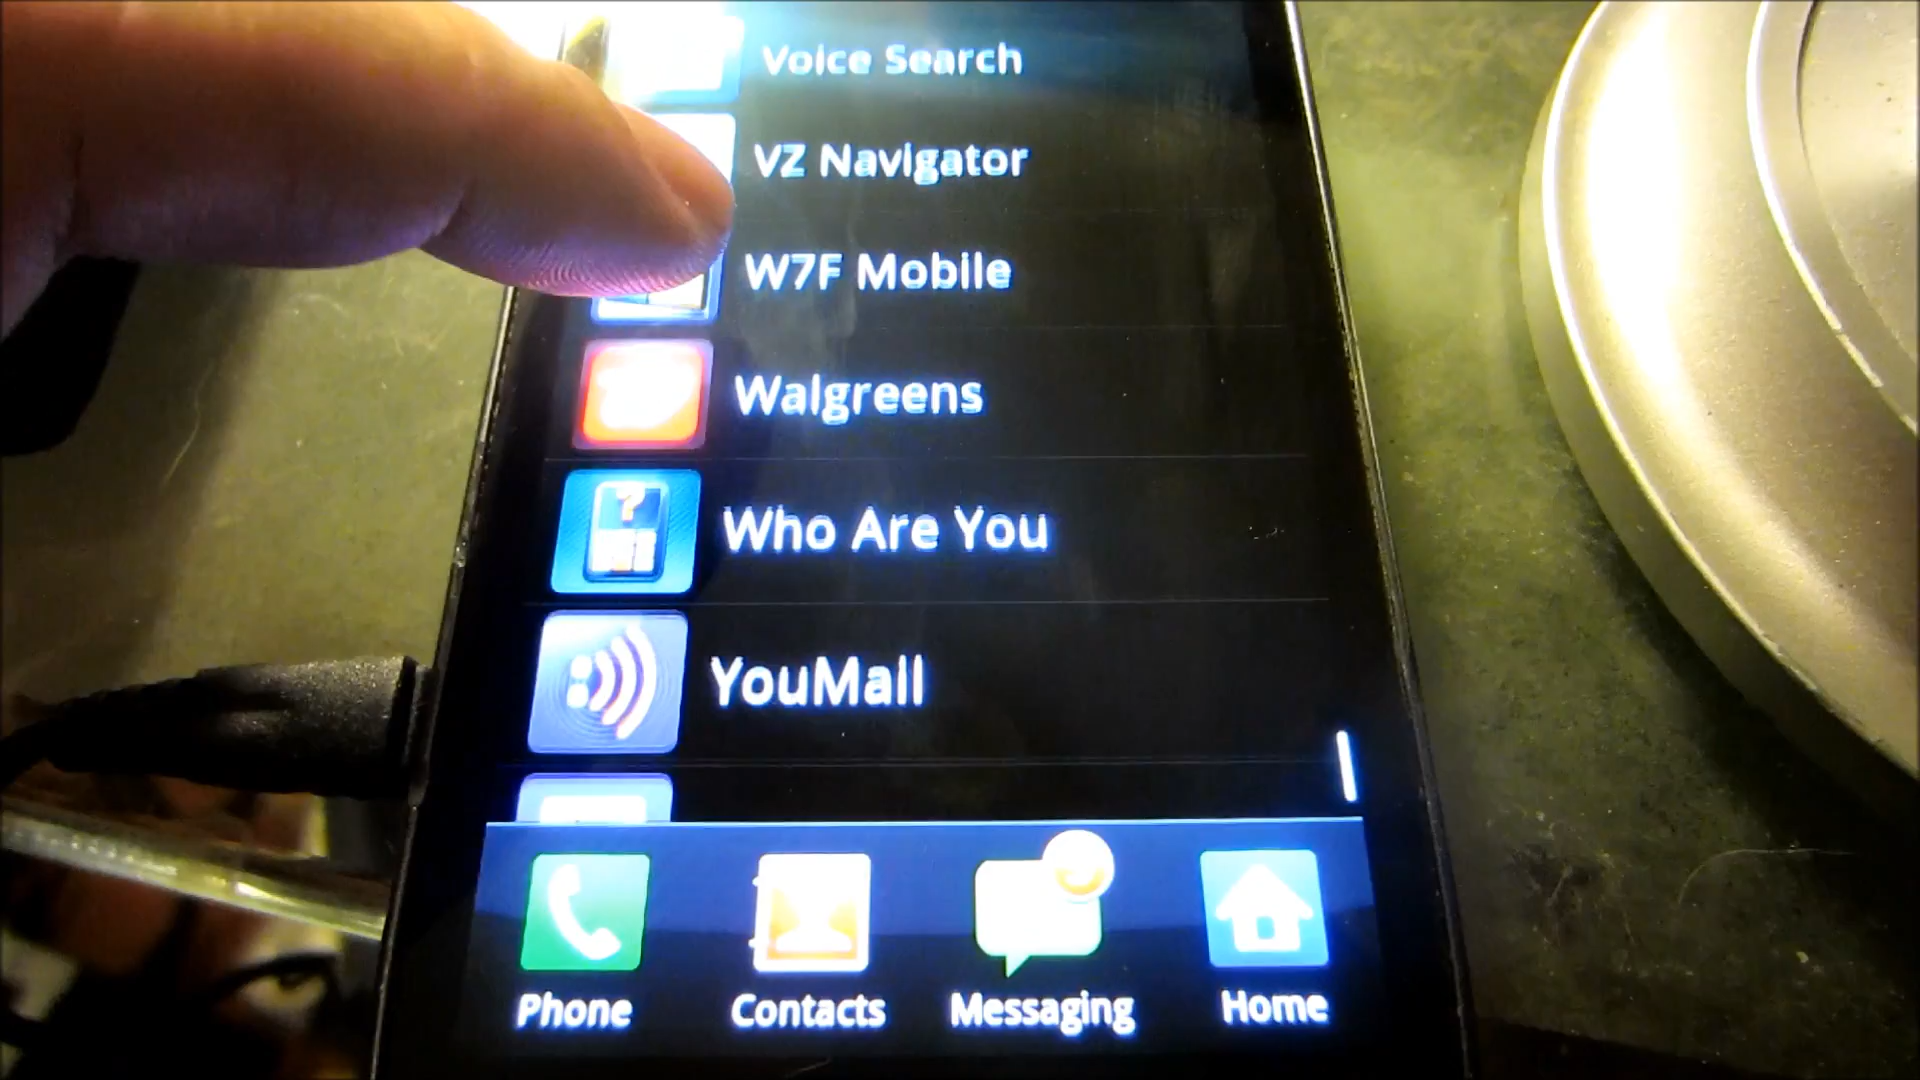 Voice Search
VZ Navigator
W7F Mobile
Walgreens
?
Who Are You
YouMail
Phone
Contacts
Messaging
Home